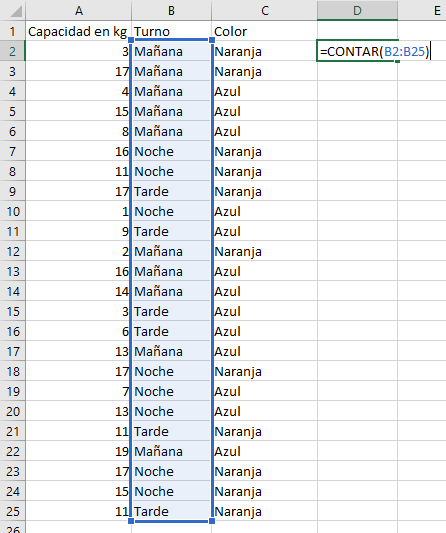 A B C D E
1 Capacidad en kg Turno Color
2 3 Mañana Naranja =CONTAR(B2:B25)
3 17 Mañana Naranja
4 4 Mañana Azul
5 15 Mañana Azul
6 8 Mañana Azul
7 16 Noche Naranja
8 11 Noche Naranja
9 17 Tarde Naranja
10 1 Noche Azul
11 9 Tarde Azul
12 2 Mañana Naranja
13 16 Mañana Azul
14 14 Mañana Azul
15 3 Tarde Azul
16 6 Tarde Azul
17 13 Mañana Azul
18 17 Noche Naranja
19 7 Noche Azul
20 13 Noche Azul
21 11 Tarde Naranja
22 19 Mañana Azul
23 17 Noche Naranja
24 15 Noche Naranja
25 11 Tarde Naranja
26